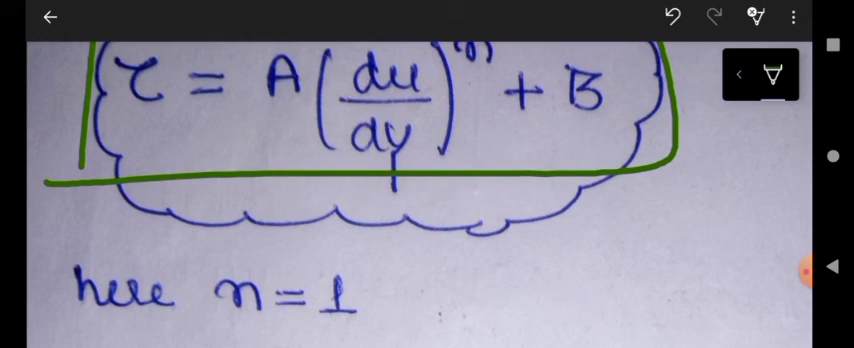 τ = A (du/dy)^(n) + B
here n = 1